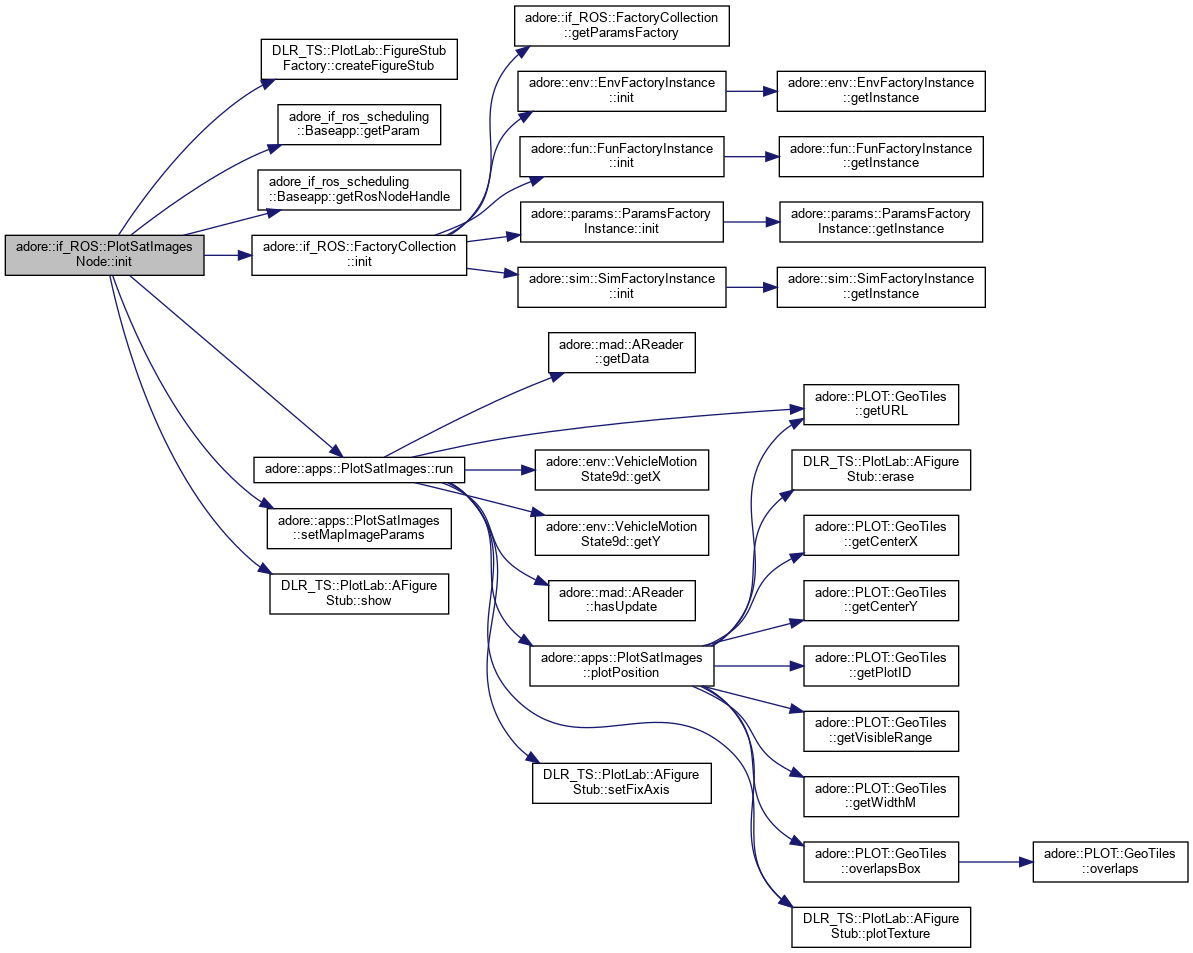 adore::if_ROS::PlotSatImages
Node::init
DLR_TS::PlotLab::FigureStub
Factory::createFigureStub
adore_if_ros_scheduling
::Baseapp::getParam
adore_if_ros_scheduling
::Baseapp::getRosNodeHandle
adore::if_ROS::FactoryCollection
::init
adore::apps::PlotSatImages::run
adore::apps::PlotSatImages
::setMapImageParams
DLR_TS::PlotLab::AFigure
Stub::show
adore::if_ROS::FactoryCollection
::getParamsFactory
adore::env::EnvFactoryInstance
::init
adore::fun::FunFactoryInstance
::init
adore::params::ParamsFactory
Instance::init
adore::sim::SimFactoryInstance
::init
adore::mad::AReader
::getData
adore::env::VehicleMotion
State9d::getX
adore::env::VehicleMotion
State9d::getY
adore::mad::AReader
::hasUpdate
adore::apps::PlotSatImages
::plotPosition
DLR_TS::PlotLab::AFigure
Stub::setFixAxis
adore::env::EnvFactoryInstance
::getInstance
adore::fun::FunFactoryInstance
::getInstance
adore::params::ParamsFactory
Instance::getInstance
adore::sim::SimFactoryInstance
::getInstance
adore::PLOT::GeoTiles
::getURL
DLR_TS::PlotLab::AFigure
Stub::erase
adore::PLOT::GeoTiles
::getCenterX
adore::PLOT::GeoTiles
::getCenterY
adore::PLOT::GeoTiles
::getPlotID
adore::PLOT::GeoTiles
::getVisibleRange
adore::PLOT::GeoTiles
::getWidthM
adore::PLOT::GeoTiles
::overlapsBox
DLR_TS::PlotLab::AFigure
Stub::plotTexture
adore::PLOT::GeoTiles
::overlaps